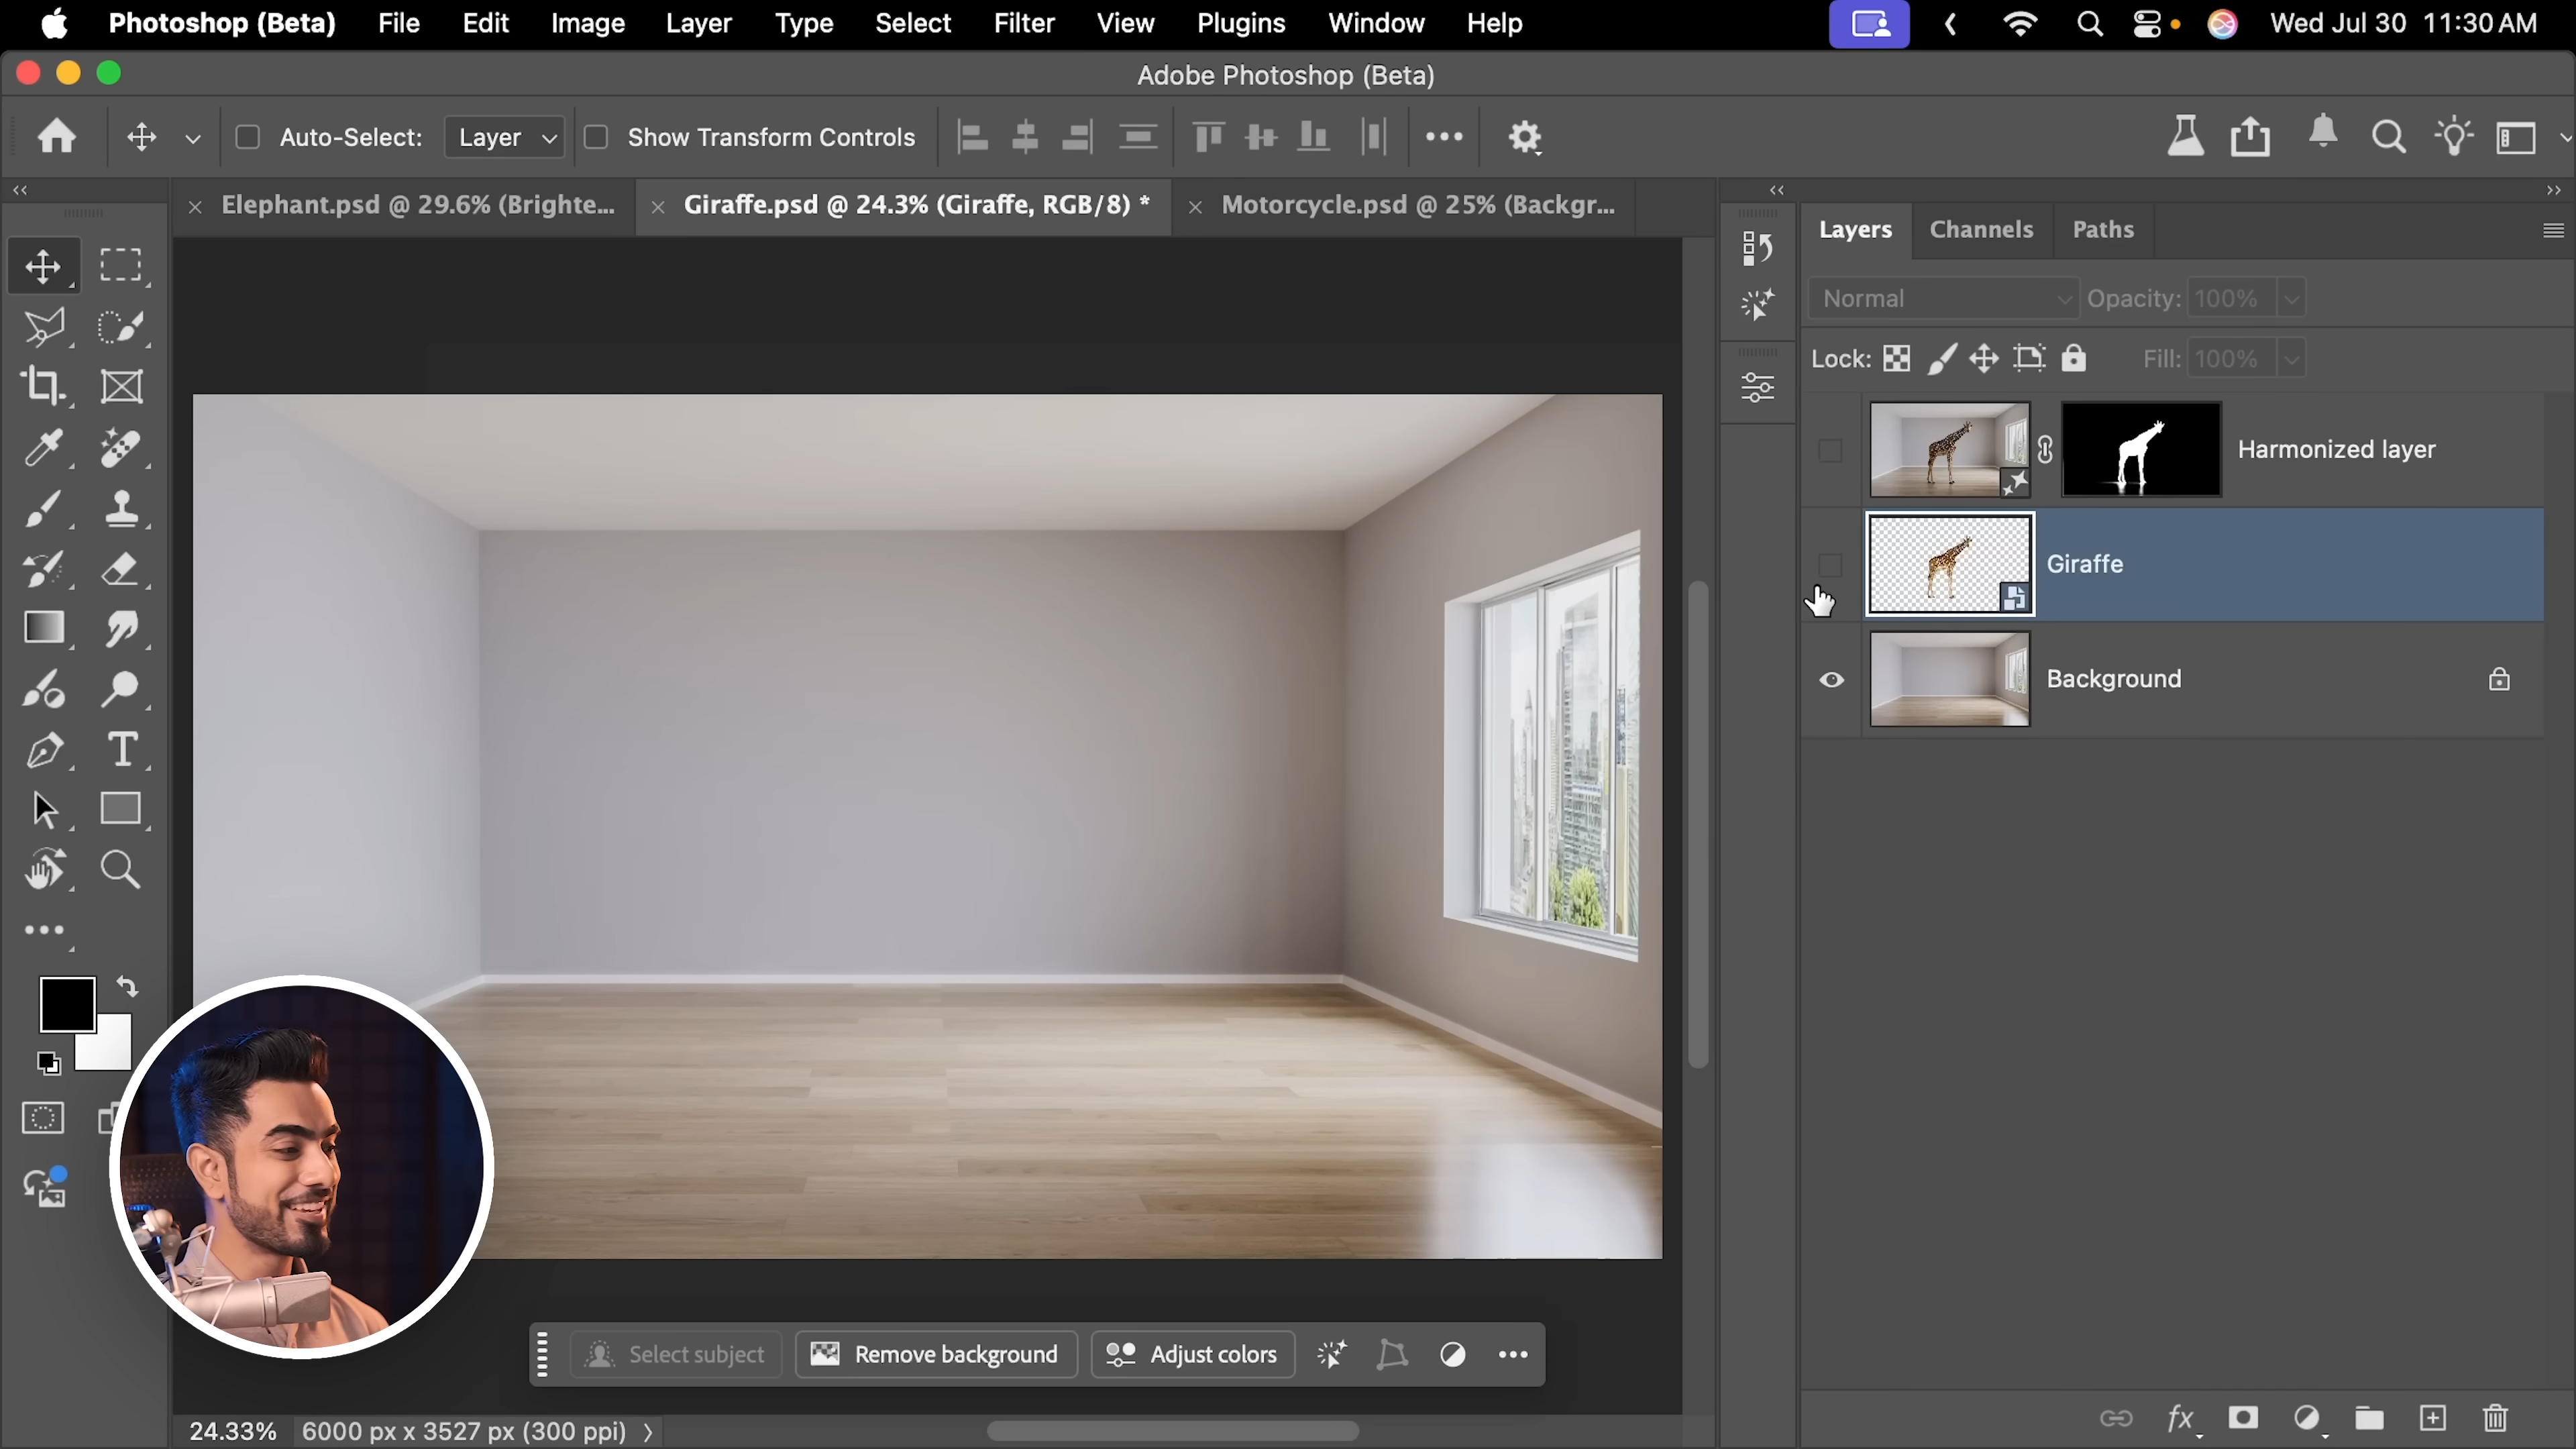 Photoshop (Beta) File Edit Image Layer Type Select Filter View Plugins Window Help Wed Jul 30 11:30 AM
Adobe Photoshop (Beta)
Auto-Select: Layer Show Transform Controls
Elephant.psd @ 29.6% (Brighte... Giraffe.psd @ 24.3% (Giraffe, RGB/8) * Motorcycle.psd @ 25% (Backgr...
Layers Channels Paths
Normal Opacity: 100%
Lock: Fill: 100%
Harmonized layer
Giraffe
Background
Select subject Remove background Adjust colors
24.33% 6000 px x 3527 px (300 ppi)
fx